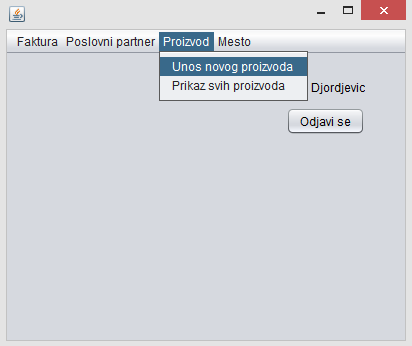 Faktura Poslovni partner Proizvod Mesto
Unos novog proizvoda
Prikaz svih proizvoda
Djordjevic
Odjavi se